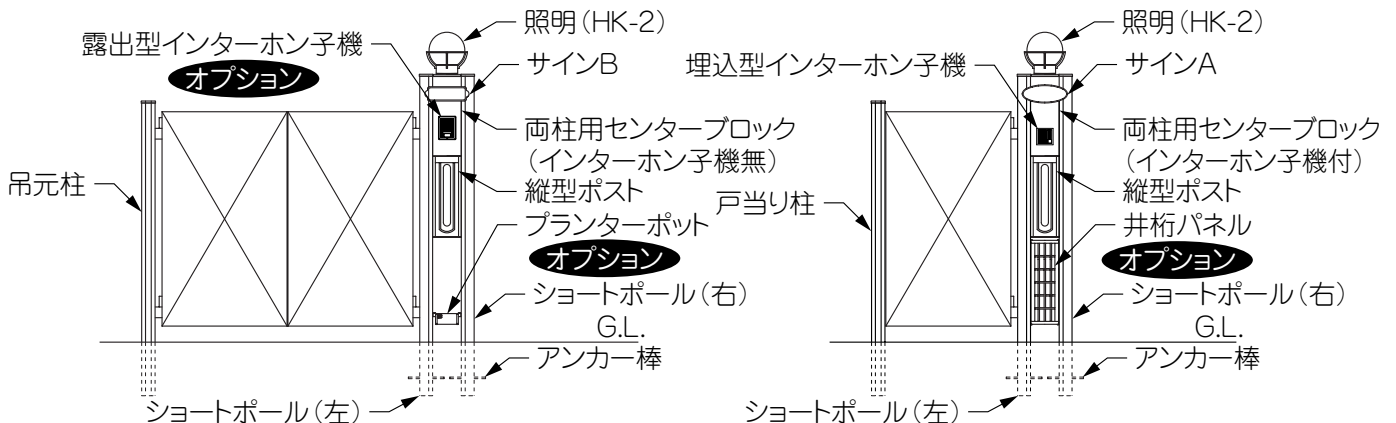 照明(HK-2)
露出型インターホン子機
オプション
サインB
両柱用センターブロック
(インターホン子機無)
吊元柱
縦型ポスト
プランターポット
オプション
ショートポール(右)
G.L.
アンカー棒
ショートポール(左)
照明(HK-2)
埋込型インターホン子機
サインA
両柱用センターブロック
(インターホン子機付)
縦型ポスト
戸当り柱
井桁パネル
オプション
ショートポール(右)
G.L.
アンカー棒
ショートポール(左)